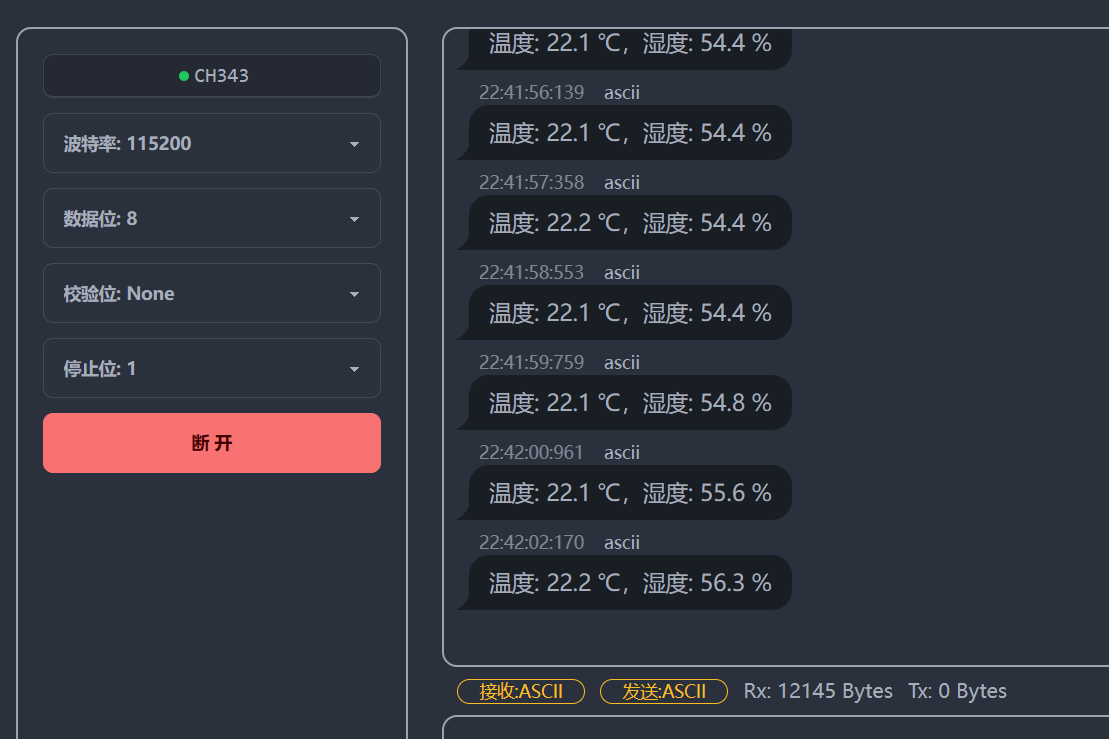 CH343
波特率: 115200
数据位: 8
校验位: None
停止位: 1
断 开
温度: 22.1 ℃，湿度: 54.4 %
22:41:56:139 ascii
温度: 22.1 ℃，湿度: 54.4 %
22:41:57:358 ascii
温度: 22.2 ℃，湿度: 54.4 %
22:41:58:553 ascii
温度: 22.1 ℃，湿度: 54.4 %
22:41:59:759 ascii
温度: 22.1 ℃，湿度: 54.8 %
22:42:00:961 ascii
温度: 22.1 ℃，湿度: 55.6 %
22:42:02:170 ascii
温度: 22.2 ℃，湿度: 56.3 %
接收:ASCII 发送:ASCII Rx: 12145 Bytes Tx: 0 Bytes